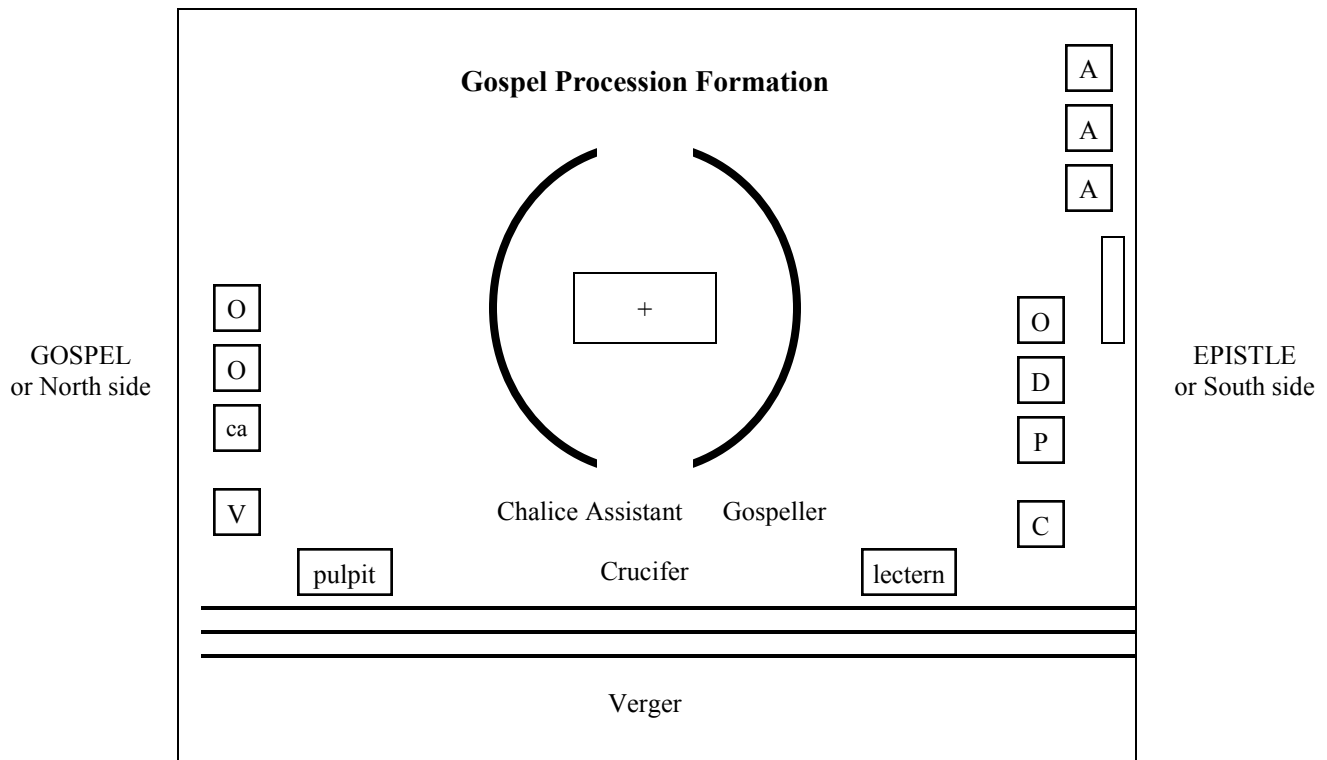 Gospel Procession Formation
A
A
A
+
O
O
ca
V
GOSPEL
or North side
O
D
P
C
EPISTLE
or South side
Chalice Assistant Gospeller
pulpit
Crucifer
lectern
Verger